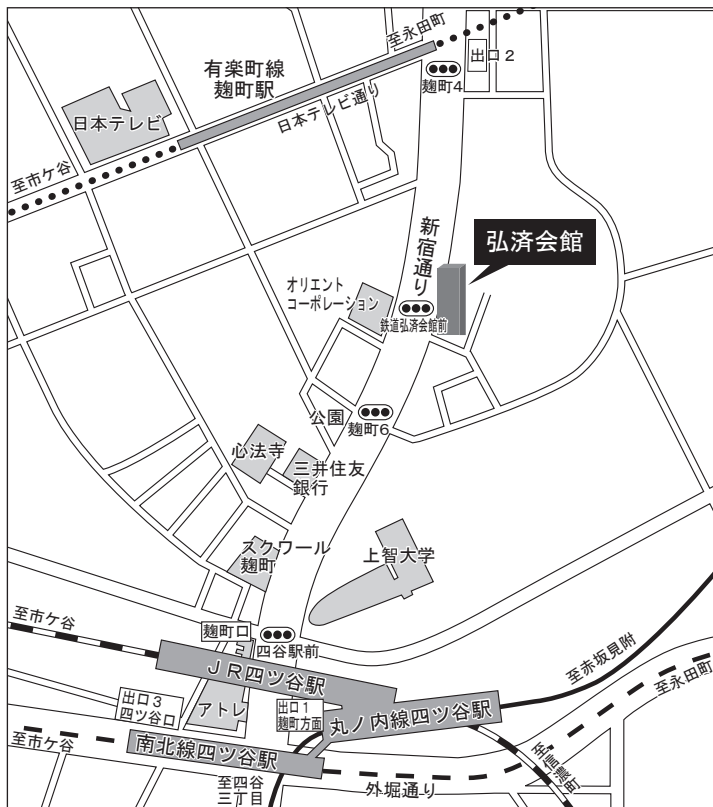 至永田町
出口2
有楽町線
麹町駅
麹町4
日本テレビ
日本テレビ通り
至市ケ谷
新宿通り
弘済会館
オリエント
コーポレーション
鉄道弘済会館前
公園
麹町6
心法寺
三井住友
銀行
スクワール
麹町
上智大学
至市ケ谷
麹町口
四谷駅前
JR四ツ谷駅
至赤坂見附
至永田町
出口3
四ツ谷口
アトレ
出口1
麹町方面
丸ノ内線四ツ谷駅
至市ケ谷
南北線四ツ谷駅
至信濃町
至四谷
三丁目
外堀通り